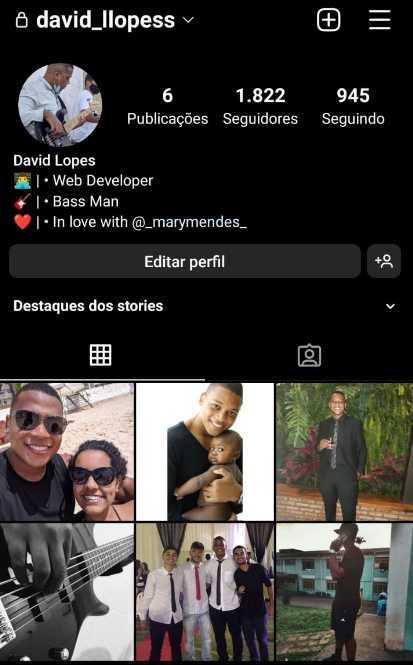 david_llopess
6 1.822 945
Publicações Seguidores Seguindo
David Lopes
👨‍💻 | • Web Developer
🎸 | • Bass Man
❤️ | • In love with @_marymendes_
Editar perfil
Destaques dos stories